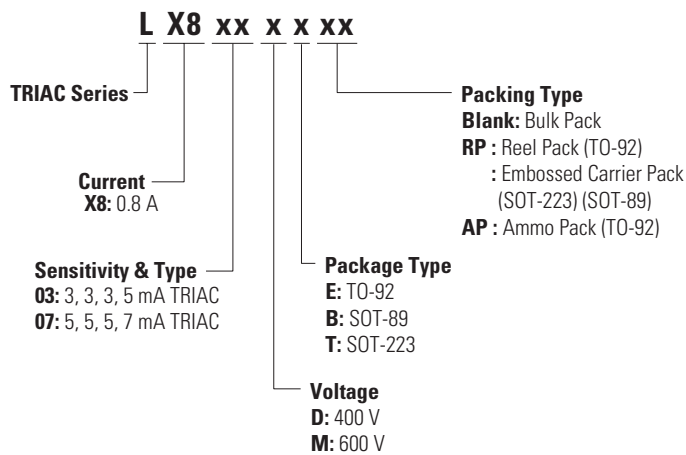 L X8 xx x x xx
TRIAC Series
Packing Type
Blank: Bulk Pack
RP : Reel Pack (TO-92)
: Embossed Carrier Pack
(SOT-223) (SOT-89)
AP : Ammo Pack (TO-92)
Current
X8: 0.8 A
Sensitivity & Type
03: 3, 3, 3, 5 mA TRIAC
07: 5, 5, 5, 7 mA TRIAC
Package Type
E: TO-92
B: SOT-89
T: SOT-223
Voltage
D: 400 V
M: 600 V